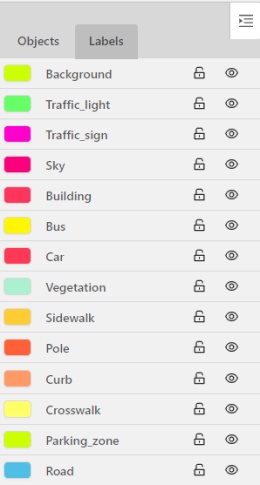 Objects Labels
Background
Traffic_light
Traffic_sign
Sky
Building
Bus
Car
Vegetation
Sidewalk
Pole
Curb
Crosswalk
Parking_zone
Road